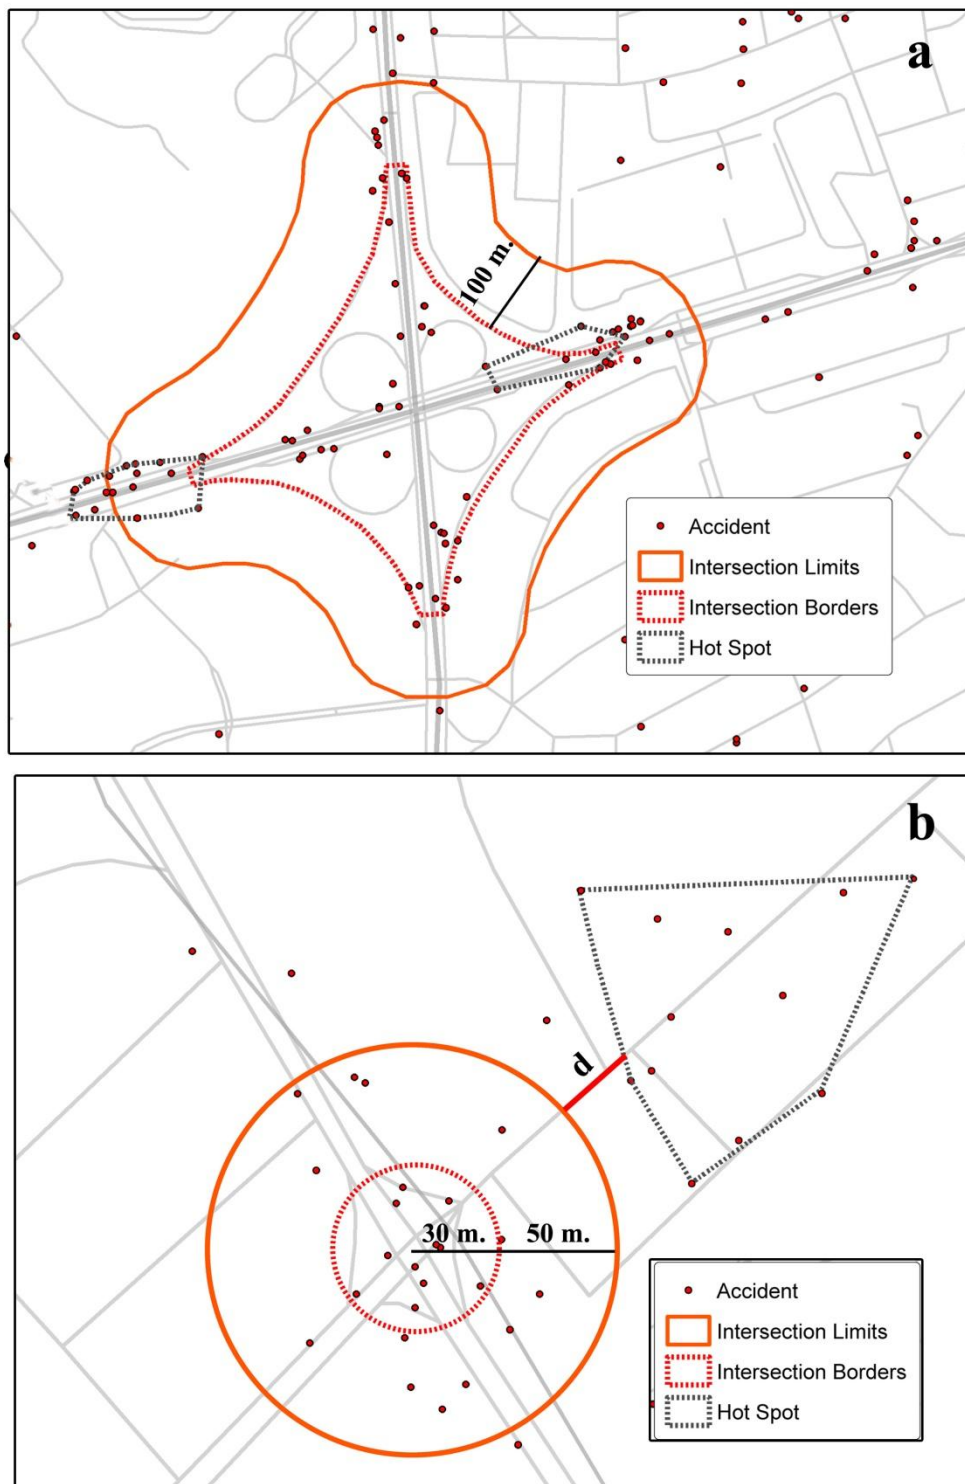 a
100 m.
Accident
Intersection Limits
Intersection Borders
Hot Spot
b
d
30 m. 50 m.
Accident
Intersection Limits
Intersection Borders
Hot Spot